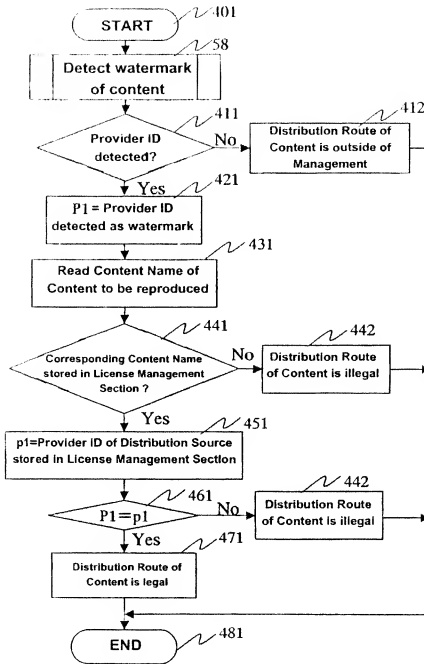 START
401
58
Detect watermark
of content
411
Provider ID
detected?
No
412
Distribution Route of
Content is outside of
Management
Yes
421
P1 = Provider ID
detected as watermark
431
Read Content Name of
Content to be reproduced
441
Corresponding Content Name
stored in License Management
Section ?
No
442
Distribution Route
of Content is illegal
Yes
451
p1=Provider ID of Distribution Source
stored in License Management Section
461
P1=p1
No
442
Distribution Route
of Content is illegal
Yes
471
Distribution Route of
Content is legal
END
481